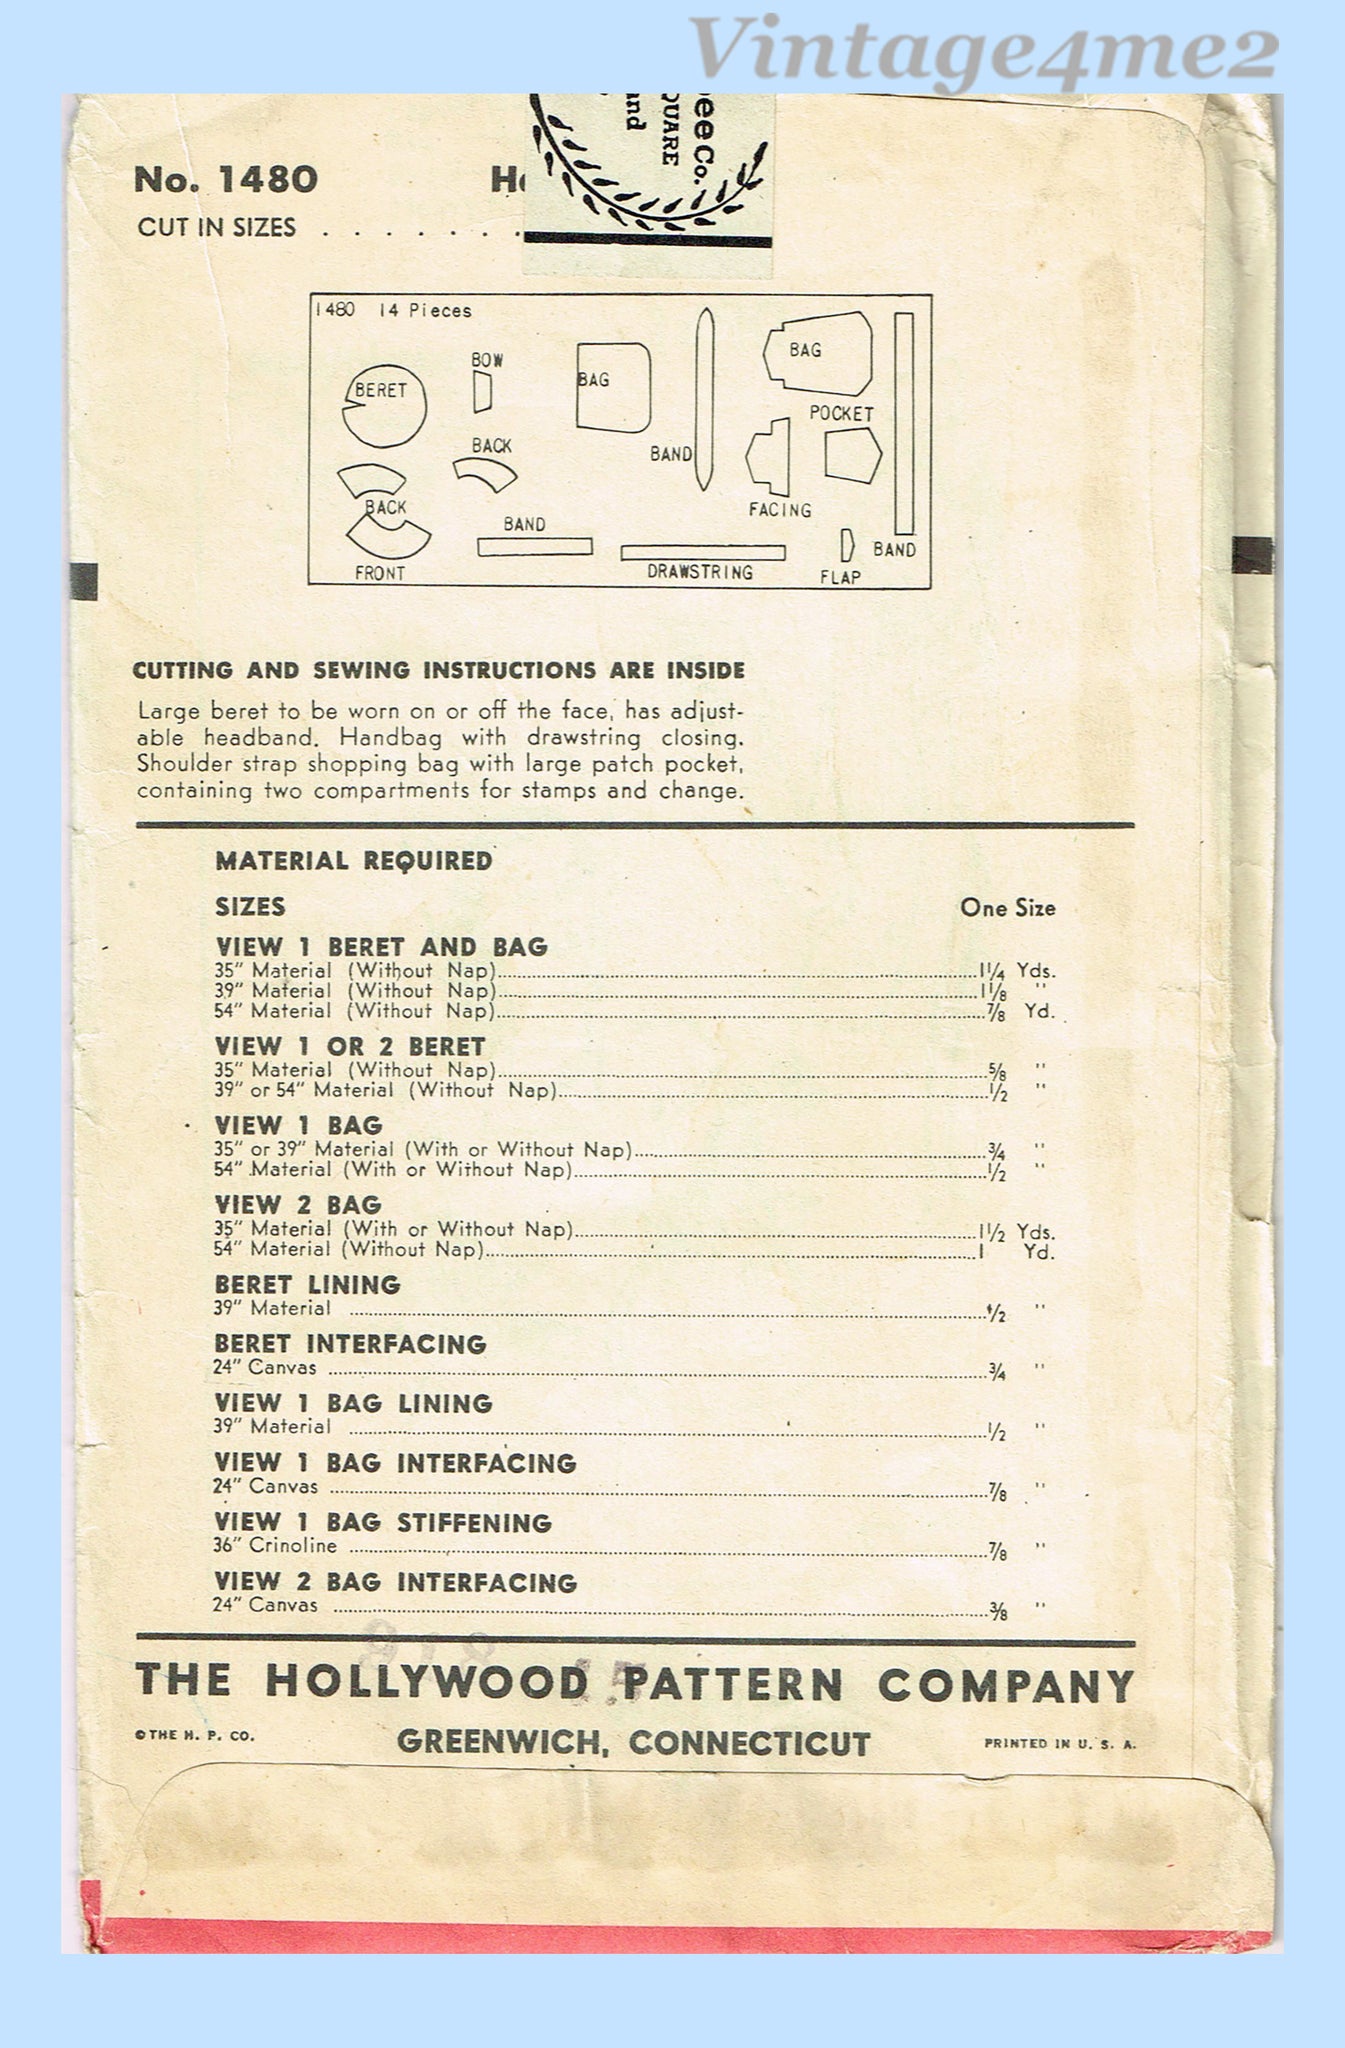 Vintage4me2
bee Co.
QUARE
and
No. 1480
CUT IN SIZES . . . . . . .
1480 14 Pieces
BERET
BOW
BAG
BAG
BACK
BAND
POCKET
BACK
FACING
BAND
FRONT
DRAWSTRING
FLAP
BAND
CUTTING AND SEWING INSTRUCTIONS ARE INSIDE
Large beret to be worn on or off the face, has adjust-
able headband. Handbag with drawstring closing.
Shoulder strap shopping bag with large patch pocket,
containing two compartments for stamps and change.
MATERIAL REQUIRED
SIZES One Size
VIEW 1 BERET AND BAG
35" Material (Without Nap) 1 1/4 Yds.
39" Material (Without Nap) 1 1/8 "
54" Material (Without Nap) 7/8 Yd.
VIEW 1 OR 2 BERET
35" Material (Without Nap) 5/8 "
39" or 54" Material (Without Nap) 1/2 "
VIEW 1 BAG
35" or 39" Material (With or Without Nap) 3/4 "
54" Material (With or Without Nap) 1/2 "
VIEW 2 BAG
35" Material (With or Without Nap) 1 1/2 Yds.
54" Material (Without Nap) 1 Yd.
BERET LINING
39" Material 1/2 "
BERET INTERFACING
24" Canvas 3/4 "
VIEW 1 BAG LINING
39" Material 1/2 "
VIEW 1 BAG INTERFACING
24" Canvas 7/8 "
VIEW 1 BAG STIFFENING
36" Crinoline 7/8 "
VIEW 2 BAG INTERFACING
24" Canvas 3/8 "
THE HOLLYWOOD PATTERN COMPANY
©THE H. P. CO. GREENWICH, CONNECTICUT PRINTED IN U. S. A.